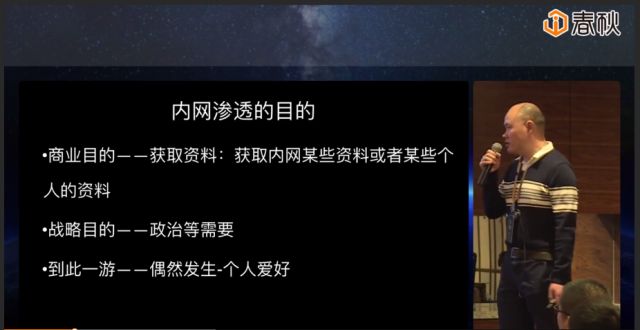 春秋
内网渗透的目的
•商业目的——获取资料：获取内网某些资料或者某些个
人的资料
•战略目的——政治等需要
•到此一游——偶然发生-个人爱好